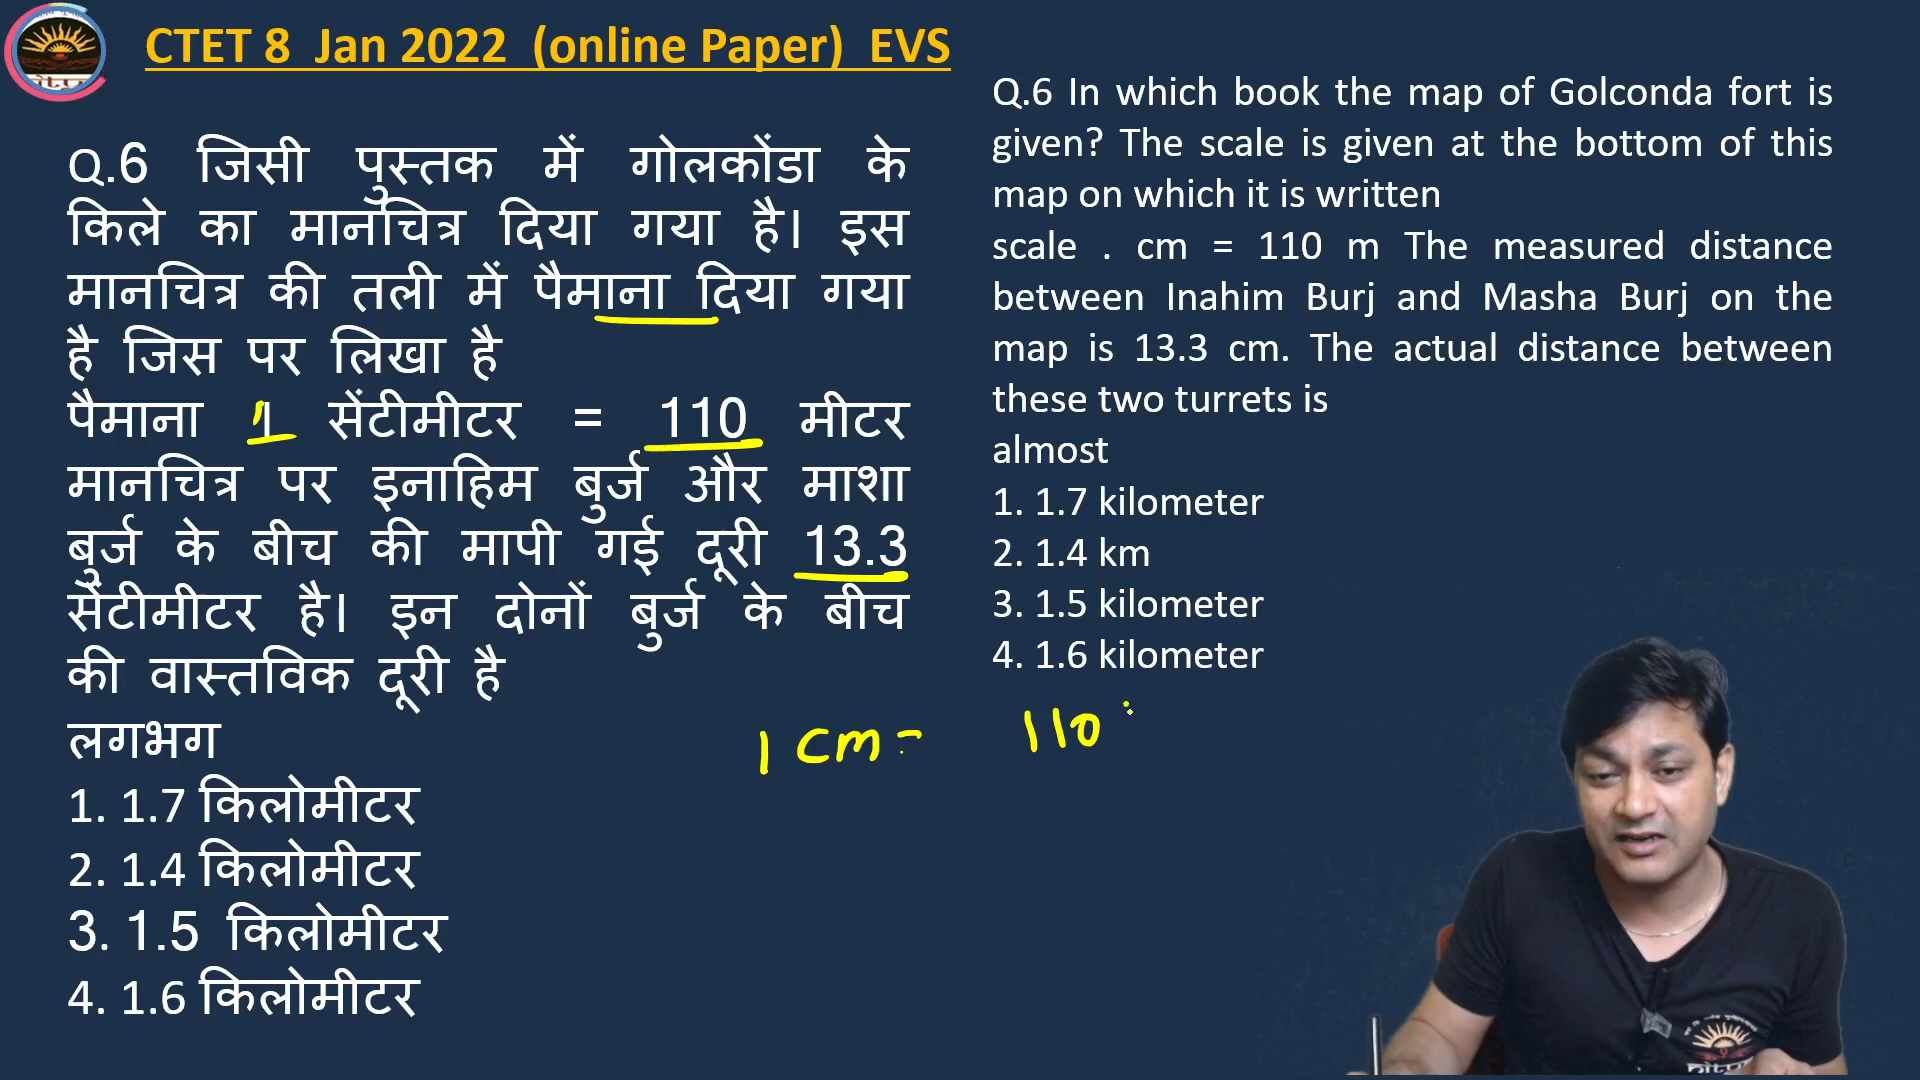 CTET 8 Jan 2022 (online Paper) EVS
Q.6 जिसी पुस्तक में गोलकोंडा के
किले का मानचित्र दिया गया है। इस
मानचित्र की तली में पैमाना दिया गया
है जिस पर लिखा है
पैमाना 1 सेंटीमीटर = 110 मीटर
मानचित्र पर इनाहिम बुर्ज और माशा
बुर्ज के बीच की मापी गई दूरी 13.3
सेंटीमीटर है। इन दोनों बुर्ज के बीच
की वास्तविक दूरी है
लगभग
1. 1.7 किलोमीटर
2. 1.4 किलोमीटर
3. 1.5 किलोमीटर
4. 1.6 किलोमीटर
Q.6 In which book the map of Golconda fort is
given? The scale is given at the bottom of this
map on which it is written
scale . cm = 110 m The measured distance
between Inahim Burj and Masha Burj on the
map is 13.3 cm. The actual distance between
these two turrets is
almost
1. 1.7 kilometer
2. 1.4 km
3. 1.5 kilometer
4. 1.6 kilometer
1 cm = 110